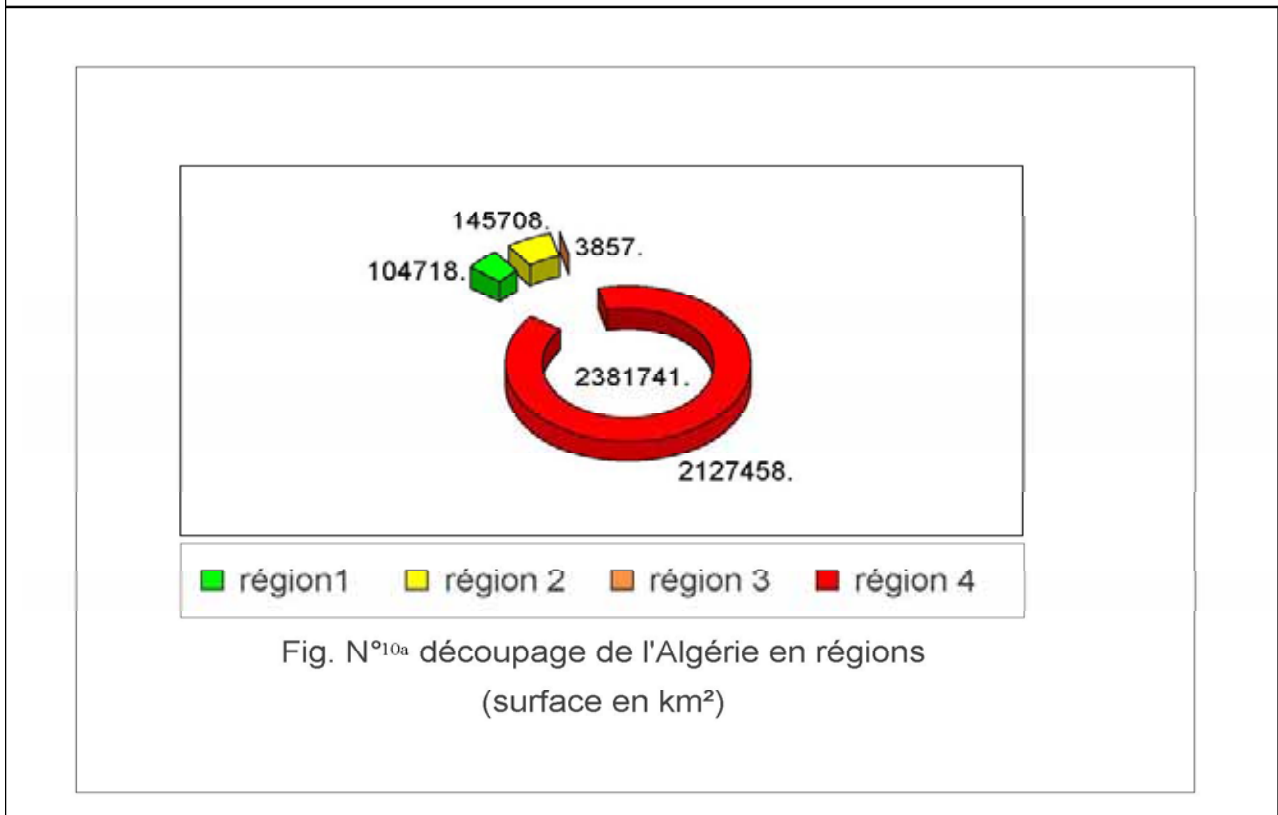 145708.
3857.
104718.
2381741.
2127458.
région1 région 2 région 3 région 4
Fig. N°10a découpage de l'Algérie en régions
(surface en km²)